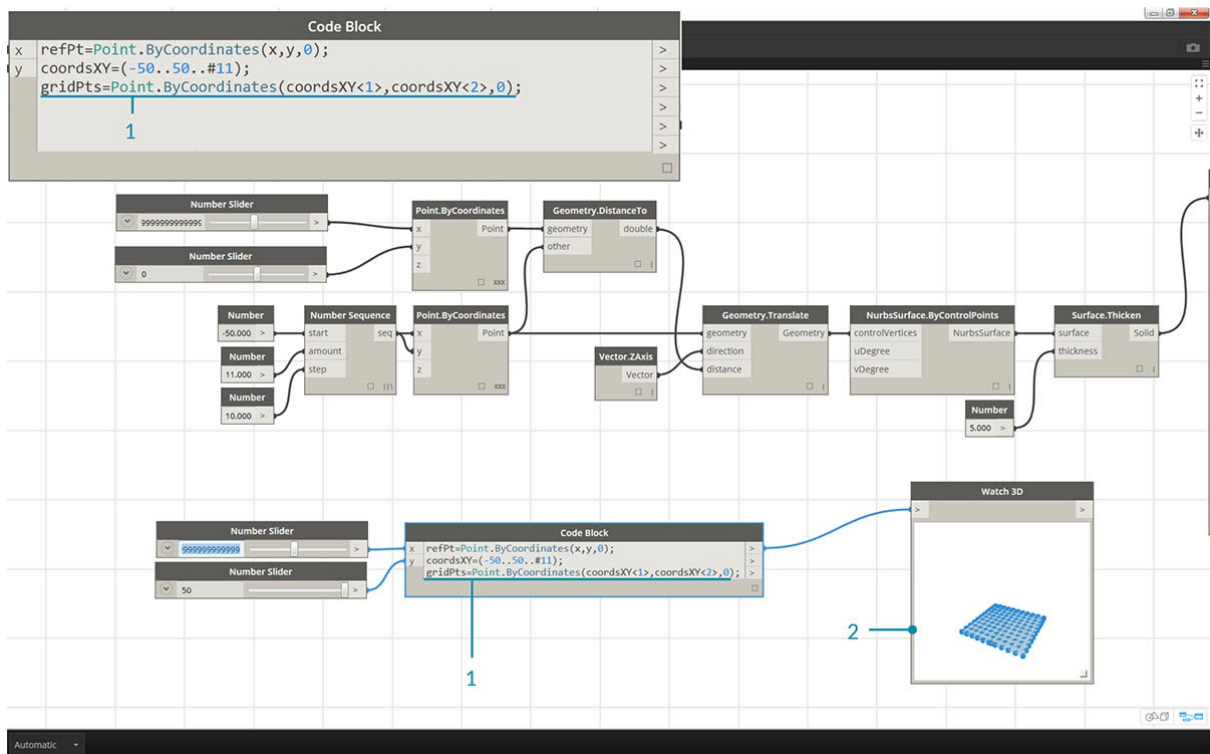 Code Block
x refPt=Point.ByCoordinates(x,y,0); >
y coordsXY=(-50..50..#11); >
gridPts=Point.ByCoordinates(coordsXY<1>,coordsXY<2>,0); >
>
1 >
>
Number Slider
9999999999999 >
Number Slider
0 >
Point.ByCoordinates
x Point
y
z
xxx
Geometry.DistanceTo
geometry double
other
|
Number
-50.000 >
Number
11.000 >
Number
10.000 >
Number Sequence
start seq
amount
step
||\
Point.ByCoordinates
x Point
y
z
xxx
Vector.ZAxis
Vector
|
Geometry.Translate
geometry Geometry
direction
distance
|
NurbsSurface.ByControlPoints
controlVertices NurbsSurface
uDegree
vDegree
|
Surface.Thicken
surface Solid
thickness
|
Number
5.000 >
Number Slider
999999999999 >
Number Slider
50 >
Code Block
x refPt=Point.ByCoordinates(x,y,0); >
y coordsXY=(-50..50..#11); >
gridPts=Point.ByCoordinates(coordsXY<1>,coordsXY<2>,0); >
1
Watch 3D
> >
2
Automatic